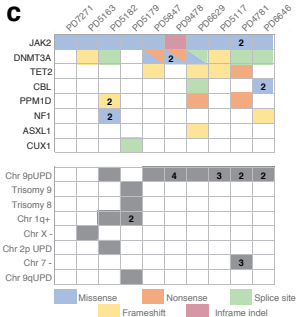 c
PD7271 PD5163 PD5182 PD5179 PD5847 PD9478 PD6629 PD5117 PD4781 PD6646
JAK2 2
DNMT3A 2
TET2
CBL 2
PPM1D 2
NF1 2
ASXL1
CUX1
Chr 9pUPD 4 3 2 2
Trisomy 9
Trisomy 8
Chr 1q+ 2
Chr X -
Chr 2p UPD
Chr 7 - 3
Chr 9qUPD
Missense Nonsense Splice site
Frameshift Inframe indel